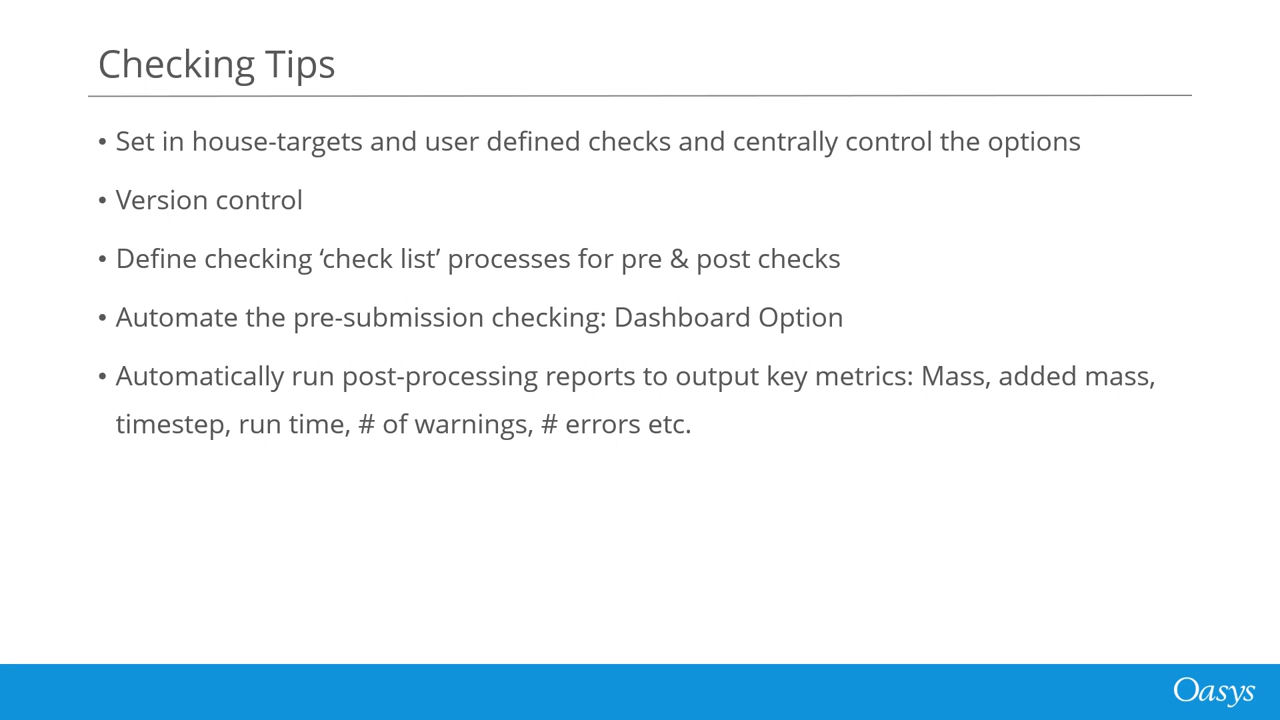 Checking Tips
• Set in house-targets and user defined checks and centrally control the options
• Version control
• Define checking ‘check list’ processes for pre & post checks
• Automate the pre-submission checking: Dashboard Option
• Automatically run post-processing reports to output key metrics: Mass, added mass,
timestep, run time, # of warnings, # errors etc.
Oasys